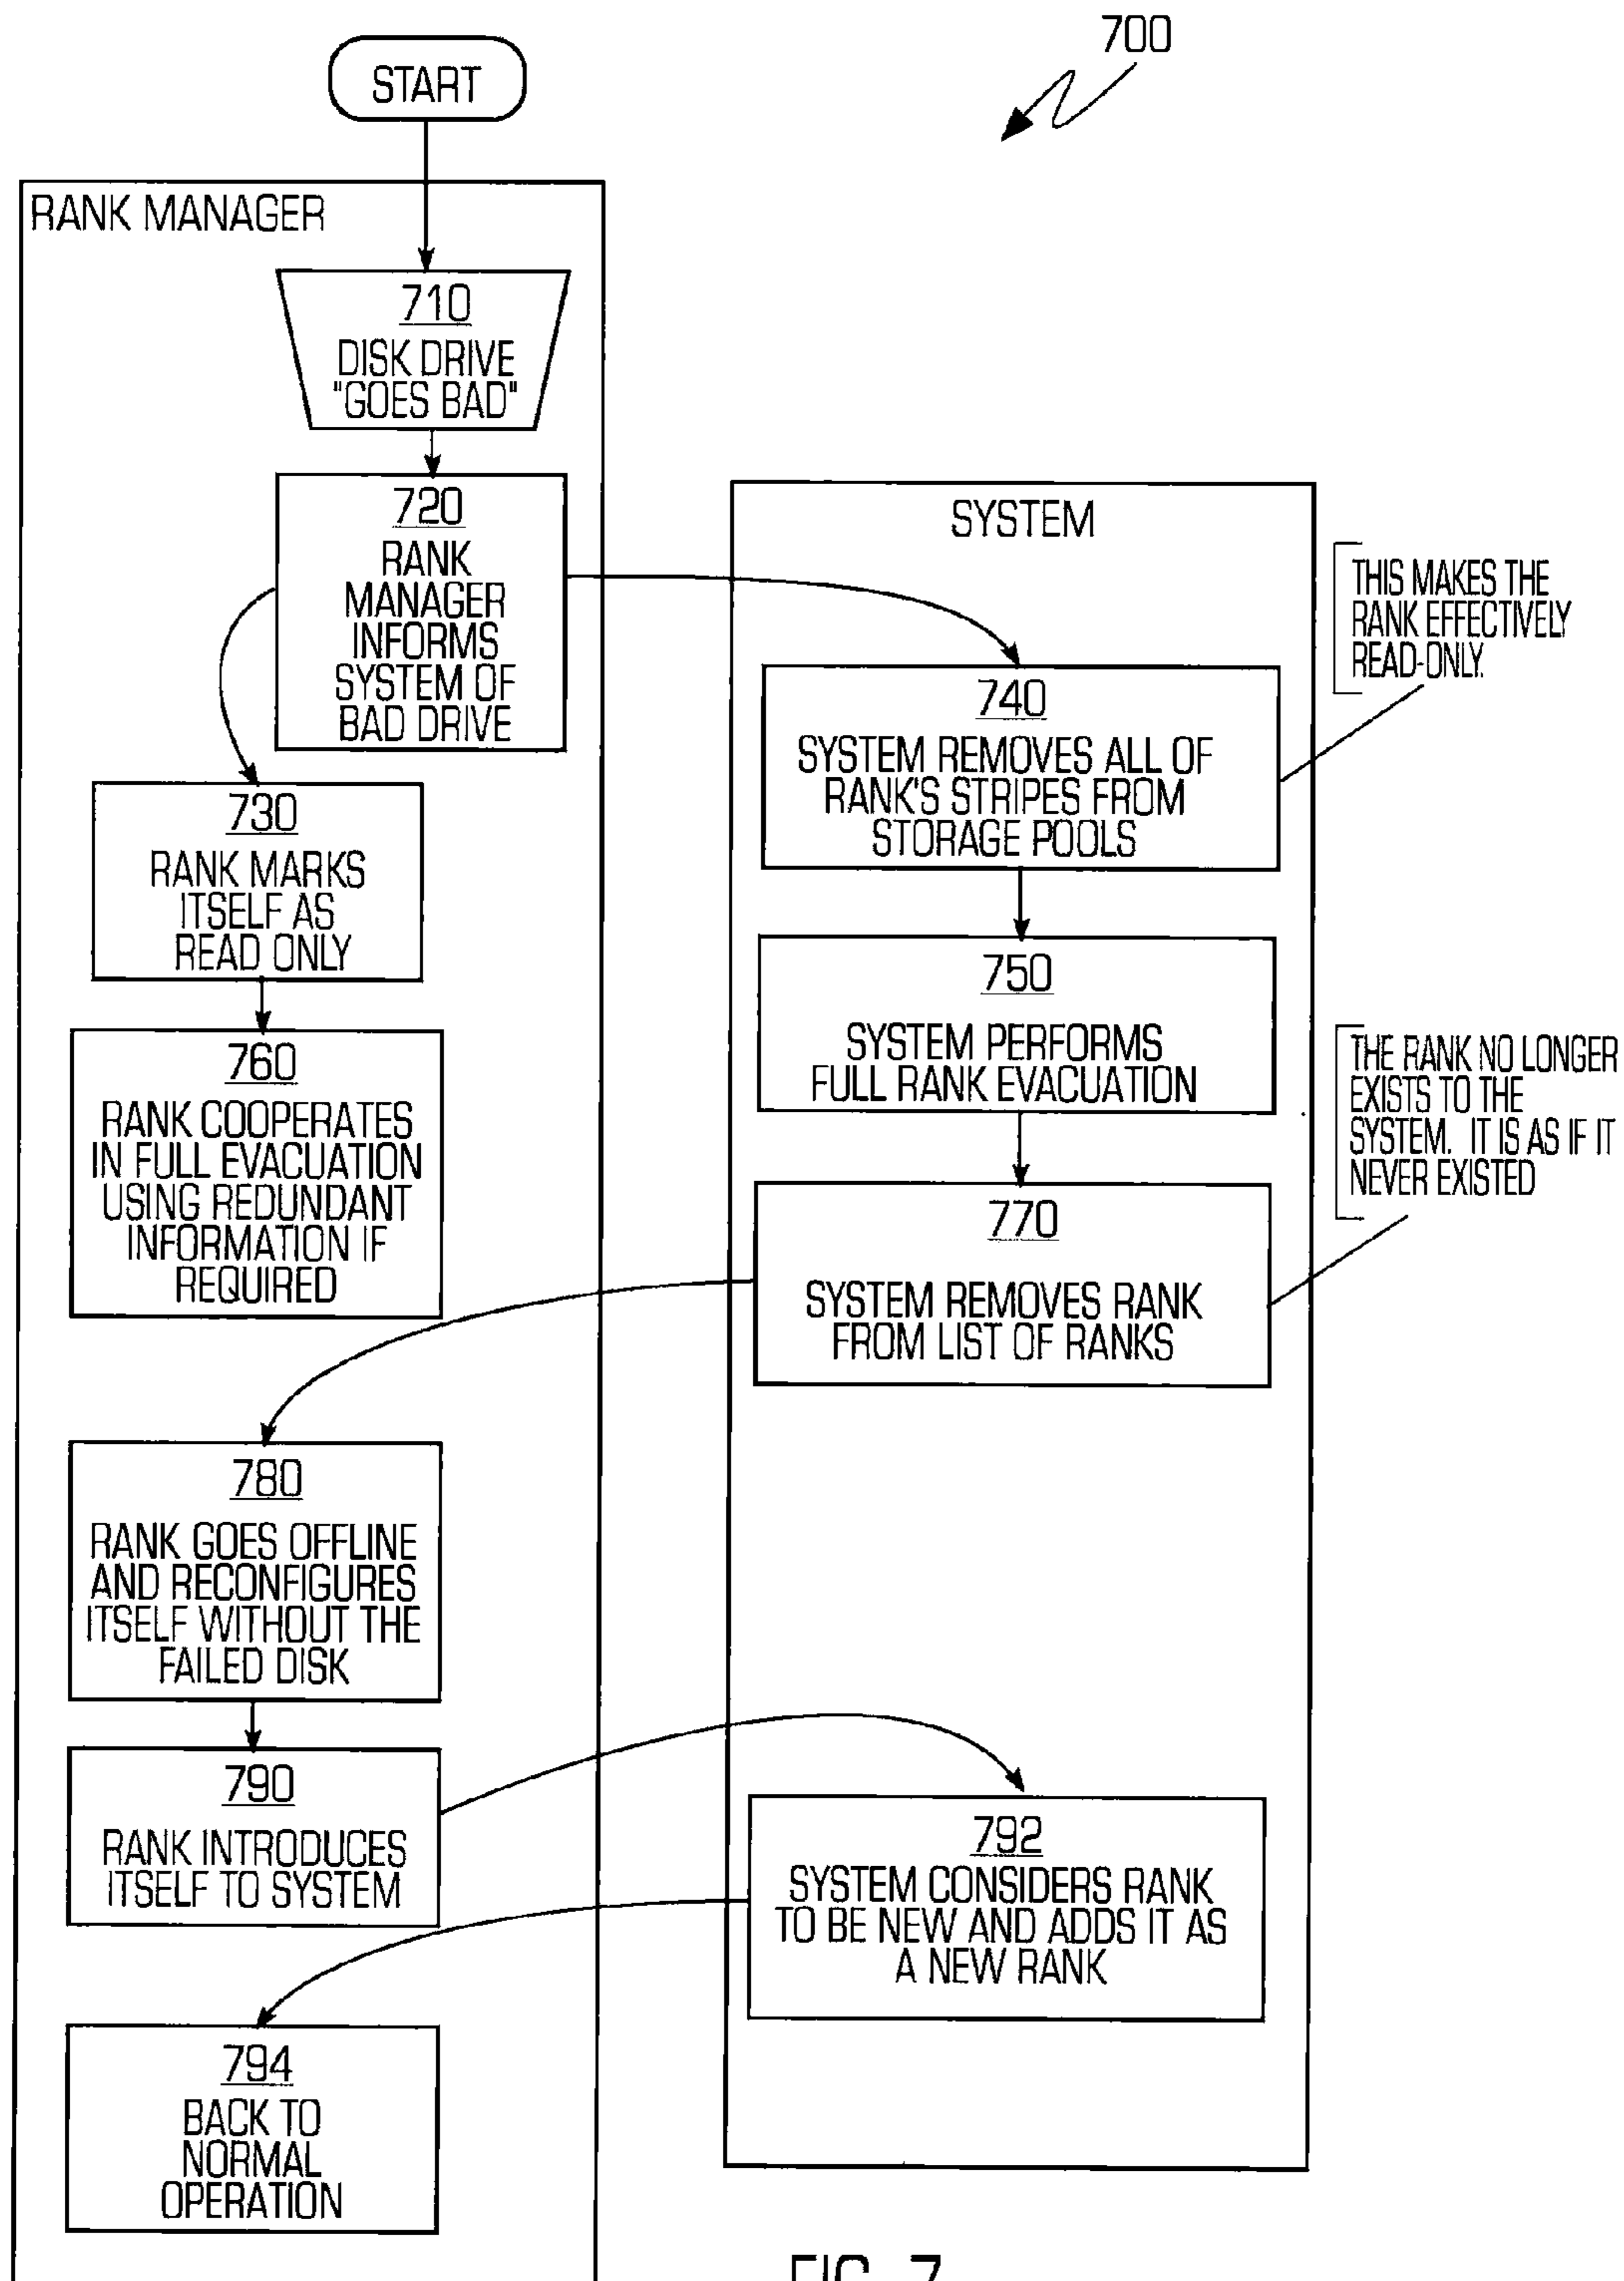 700
START
RANK MANAGER
710
DISK DRIVE
"GOES BAD"
720
RANK
MANAGER
INFORMS
SYSTEM OF
BAD DRIVE
730
RANK MARKS
ITSELF AS
READ ONLY
760
RANK COOPERATES
IN FULL EVACUATION
USING REDUNDANT
INFORMATION IF
REQUIRED
780
RANK GOES OFFLINE
AND RECONFIGURES
ITSELF WITHOUT THE
FAILED DISK
790
RANK INTRODUCES
ITSELF TO SYSTEM
794
BACK TO
NORMAL
OPERATION
SYSTEM
740
SYSTEM REMOVES ALL OF
RANK'S STRIPES FROM
STORAGE POOLS
750
SYSTEM PERFORMS
FULL RANK EVACUATION
770
SYSTEM REMOVES RANK
FROM LIST OF RANKS
792
SYSTEM CONSIDERS RANK
TO BE NEW AND ADDS IT AS
A NEW RANK
THIS MAKES THE
RANK EFFECTIVELY
READ-ONLY.
THE RANK NO LONGER
EXISTS TO THE
SYSTEM. IT IS AS IF IT
NEVER EXISTED
FIG. 7